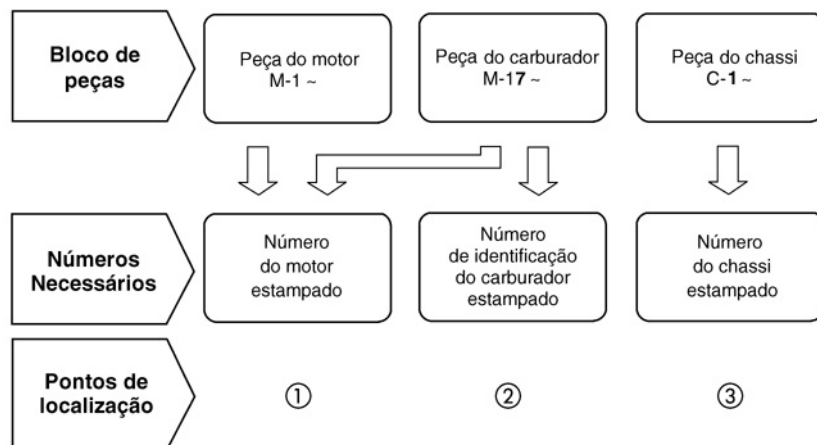 Bloco de
peças
Peça do motor
M-1 ~
Peça do carburador
M-17 ~
Peça do chassi
C-1 ~
Números
Necessários
Número
do motor
estampado
Número
de identificação
do carburador
estampado
Número
do chassi
estampado
Pontos de
localização
①
②
③